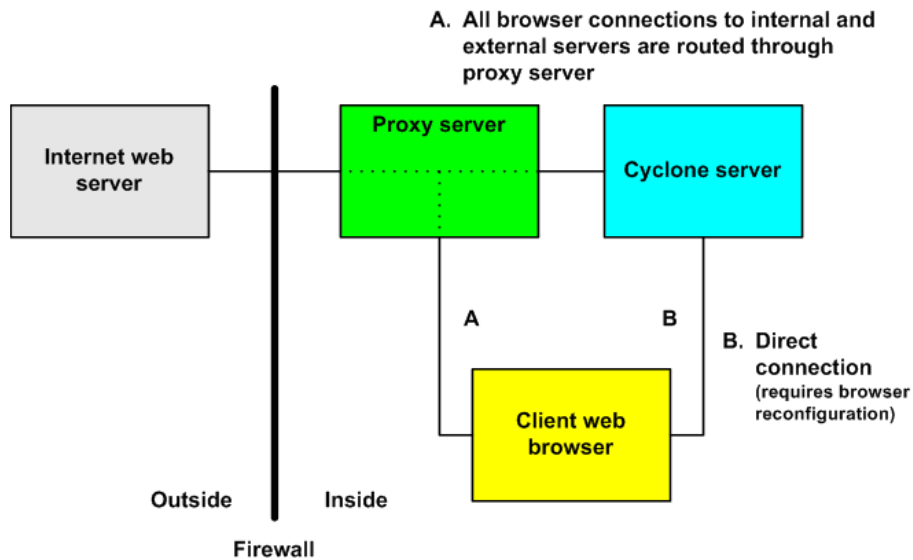 A. All browser connections to internal and
external servers are routed through
proxy server
Internet web
server
Proxy server
Cyclone server
A
B
B. Direct
connection
(requires browser
reconfiguration)
Client web
browser
Outside
Inside
Firewall